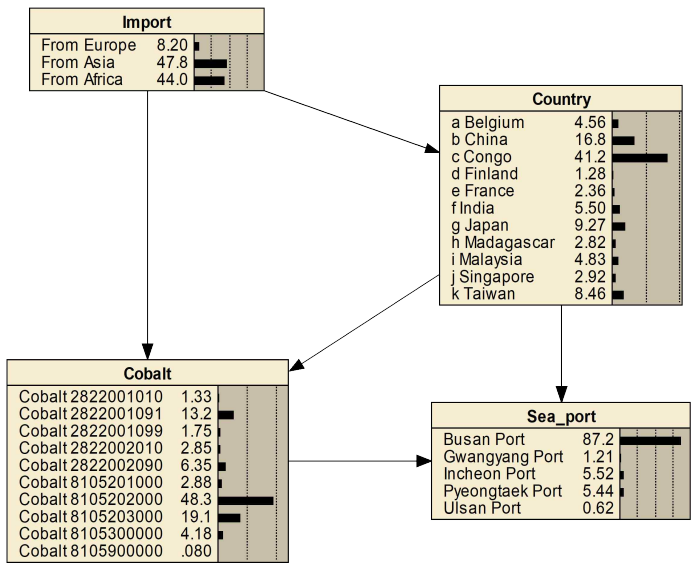 Import
From Europe 8.20
From Asia 47.8
From Africa 44.0
Country
a Belgium 4.56
b China 16.8
c Congo 41.2
d Finland 1.28
e France 2.36
f India 5.50
g Japan 9.27
h Madagascar 2.82
i Malaysia 4.83
j Singapore 2.92
k Taiwan 8.46
Cobalt
Cobalt 2822001010 1.33
Cobalt 2822001091 13.2
Cobalt 2822001099 1.75
Cobalt 2822002010 2.85
Cobalt 2822002090 6.35
Cobalt 8105201000 2.88
Cobalt 8105202000 48.3
Cobalt 8105203000 19.1
Cobalt 8105300000 4.18
Cobalt 8105900000 .080
Sea_port
Busan Port 87.2
Gwangyang Port 1.21
Incheon Port 5.52
Pyeongtaek Port 5.44
Ulsan Port 0.62